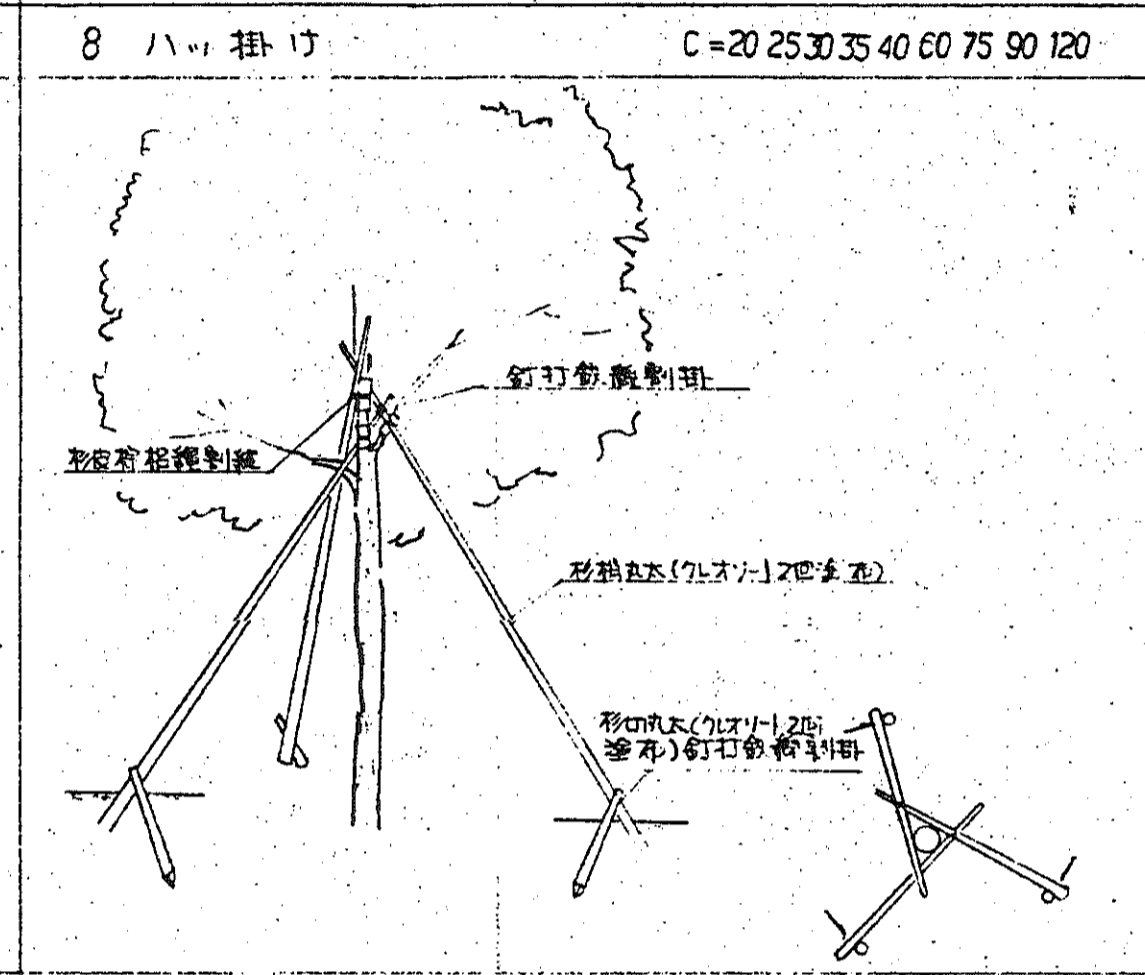 8 ハッ掛け
C=20 25 30 35 40 60 75 90 120
釘打鉄線割掛
杉皮巻棕梠縄割縄
杉梢丸太(クレオソート2回塗布)
杉切丸太(クレオソート2回
塗布)釘打鉄線割掛